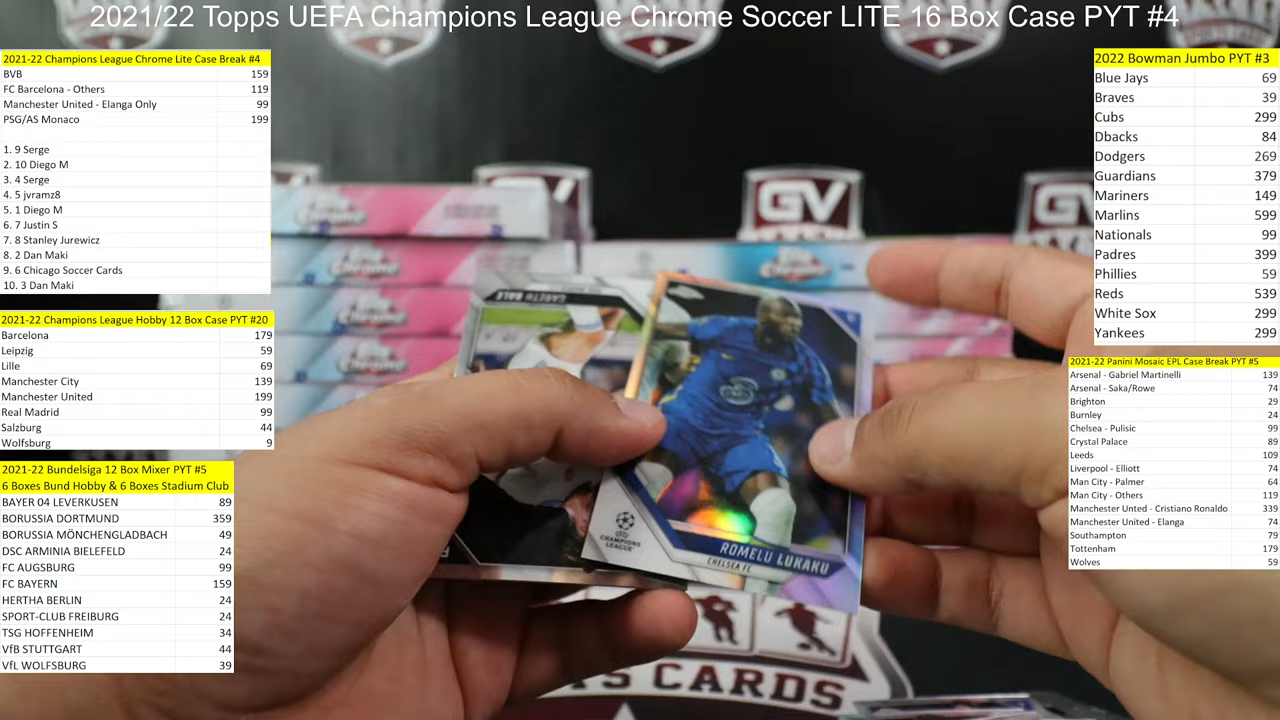 2021/22 Topps UEFA Champions League Chrome Soccer LITE 16 Box Case PYT #4
2021-22 Champions League Chrome Lite Case Break #4
BVB 159
FC Barcelona - Others 119
Manchester United - Elanga Only 99
PSG/AS Monaco 199
1. 9 Serge
2. 10 Diego M
3. 4 Serge
4. 5 jvramz8
5. 1 Diego M
6. 7 Justin S
7. 8 Stanley Jurewicz
8. 2 Dan Maki
9. 6 Chicago Soccer Cards
10. 3 Dan Maki
2021-22 Champions League Hobby 12 Box Case PYT #20
Barcelona 179
Leipzig 59
Lille 69
Manchester City 139
Manchester United 199
Real Madrid 99
Salzburg 44
Wolfsburg 9
2021-22 Bundelsiga 12 Box Mixer PYT #5
6 Boxes Bund Hobby & 6 Boxes Stadium Club
BAYER 04 LEVERKUSEN 89
BORUSSIA DORTMUND 359
BORUSSIA MÖNCHENGLADBACH 49
DSC ARMINIA BIELEFELD 24
FC AUGSBURG 99
FC BAYERN 159
HERTHA BERLIN 24
SPORT-CLUB FREIBURG 24
TSG HOFFENHEIM 34
VfB STUTTGART 44
VfL WOLFSBURG 39
2022 Bowman Jumbo PYT #3
Blue Jays 69
Braves 39
Cubs 299
Dbacks 84
Dodgers 269
Guardians 379
Mariners 149
Marlins 599
Nationals 99
Padres 399
Phillies 59
Reds 539
White Sox 299
Yankees 299
2021-22 Panini Mosaic EPL Case Break PYT #5
Arsenal - Gabriel Martinelli 139
Arsenal - Saka/Rowe 74
Brighton 29
Burnley 24
Chelsea - Pulisic 99
Crystal Palace 89
Leeds 109
Liverpool - Elliott 74
Man City - Palmer 64
Man City - Others 119
Manchester Unted - Cristiano Ronaldo 339
Manchester United - Elanga 74
Southampton 79
Tottenham 179
Wolves 59
GV
GV
Topps Chrome
Topps Chrome
Topps Chrome
GARETH BALE
CHAMPIONS LEAGUE
ROMELU LUKAKU
CHELSEA FC
TS CARDS